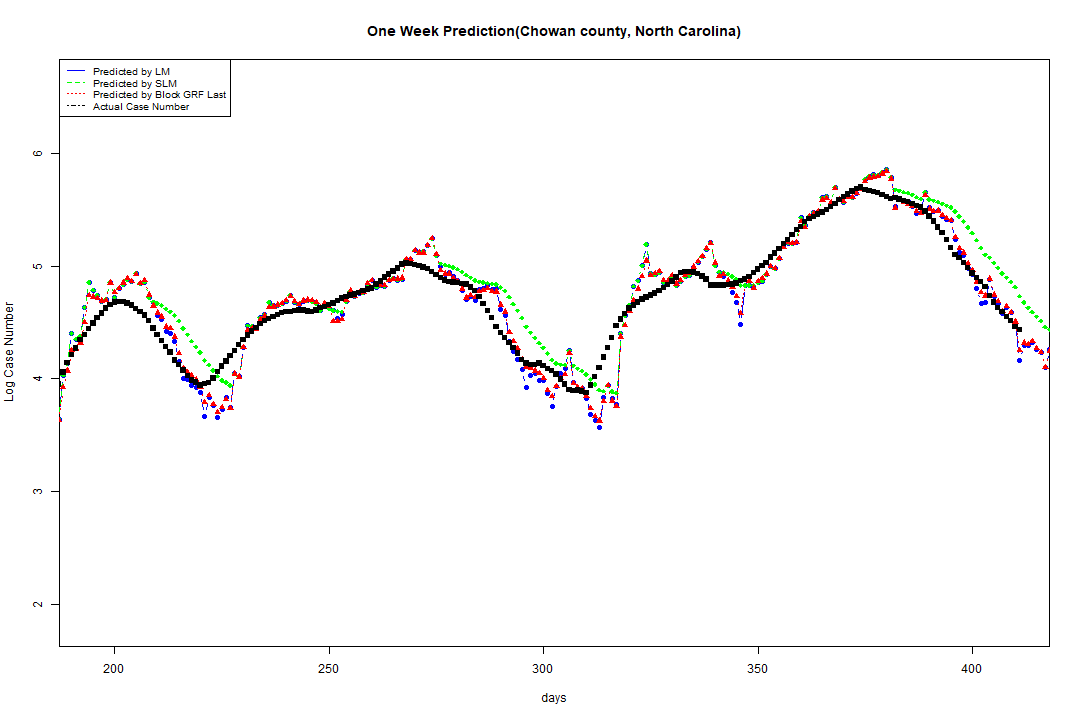 One Week Prediction(Chowan county, North Carolina)
Predicted by LM
Predicted by SLM
Predicted by Block GRF Last
Actual Case Number
6
5
4
3
2
Log Case Number
200 250 300 350 400
days